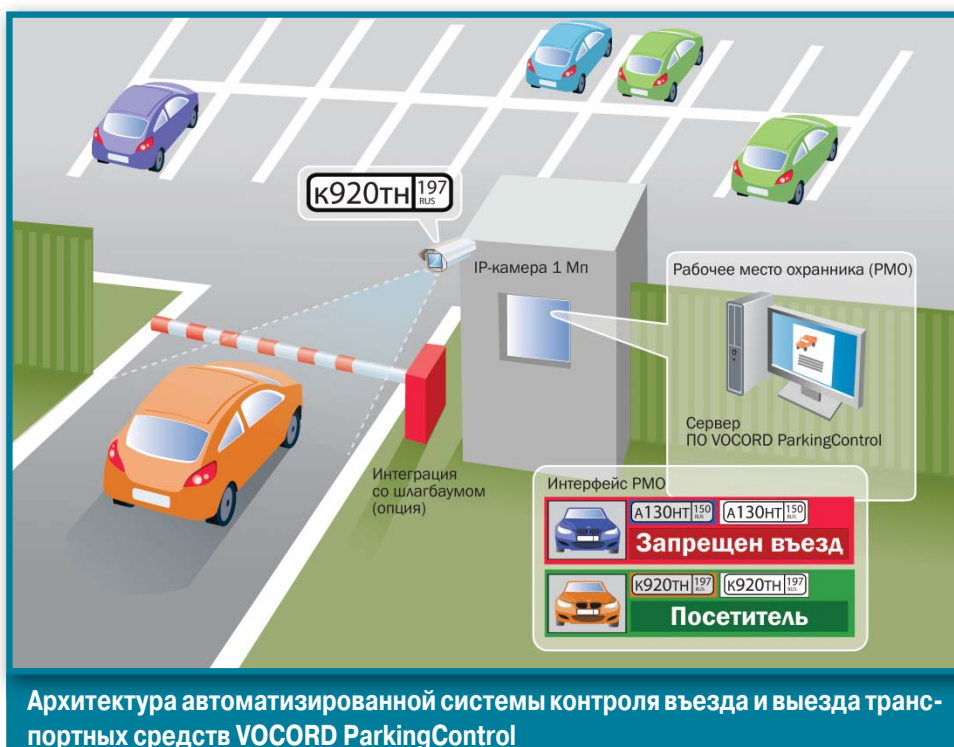 К920ТН 197
RUS
IP-камера 1 Мп
Рабочее место охранника (РМО)
Сервер
ПО VOCORD ParkingControl
Интеграция
со шлагбаумом
(опция)
Интерфейс РМО
А130НТ 150 RUS А130НТ 150 RUS
Запрещен въезд
К920ТН 197 RUS К920ТН 197 RUS
Посетитель
Архитектура автоматизированной системы контроля въезда и выезда транс-
портных средств VOCORD ParkingControl